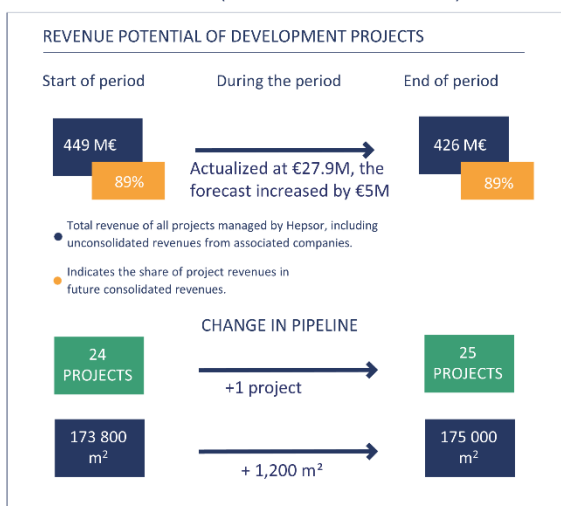 REVENUE POTENTIAL OF DEVELOPMENT PROJECTS
Start of period During the period End of period
449 M€
89%
Actualized at €27.9M, the
forecast increased by €5M
426 M€
89%
Total revenue of all projects managed by Hepsor, including
unconsolidated revenues from associated companies.
Indicates the share of project revenues in
future consolidated revenues.
CHANGE IN PIPELINE
24
PROJECTS
+1 project
25
PROJECTS
173 800
m²
+ 1,200 m²
175 000
m²